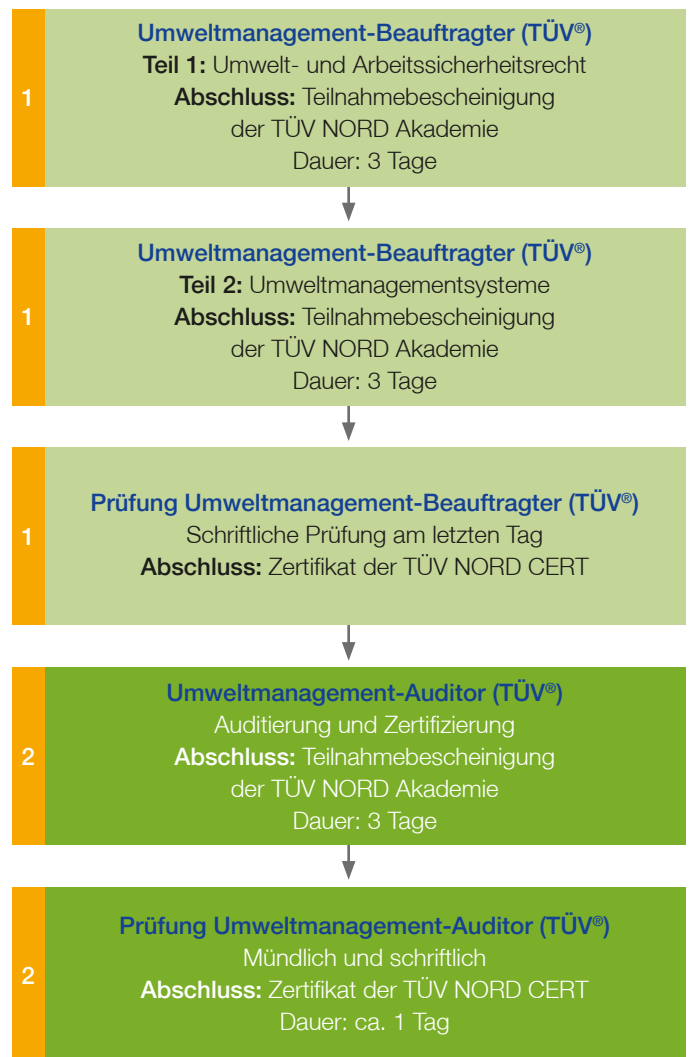 1
Umweltmanagement-Beauftragter (TÜV®)
Teil 1: Umwelt- und Arbeitssicherheitsrecht
Abschluss: Teilnahmebescheinigung
der TÜV NORD Akademie
Dauer: 3 Tage
1
Umweltmanagement-Beauftragter (TÜV®)
Teil 2: Umweltmanagementsysteme
Abschluss: Teilnahmebescheinigung
der TÜV NORD Akademie
Dauer: 3 Tage
1
Prüfung Umweltmanagement-Beauftragter (TÜV®)
Schriftliche Prüfung am letzten Tag
Abschluss: Zertifikat der TÜV NORD CERT
2
Umweltmanagement-Auditor (TÜV®)
Auditierung und Zertifizierung
Abschluss: Teilnahmebescheinigung
der TÜV NORD Akademie
Dauer: 3 Tage
2
Prüfung Umweltmanagement-Auditor (TÜV®)
Mündlich und schriftlich
Abschluss: Zertifikat der TÜV NORD CERT
Dauer: ca. 1 Tag